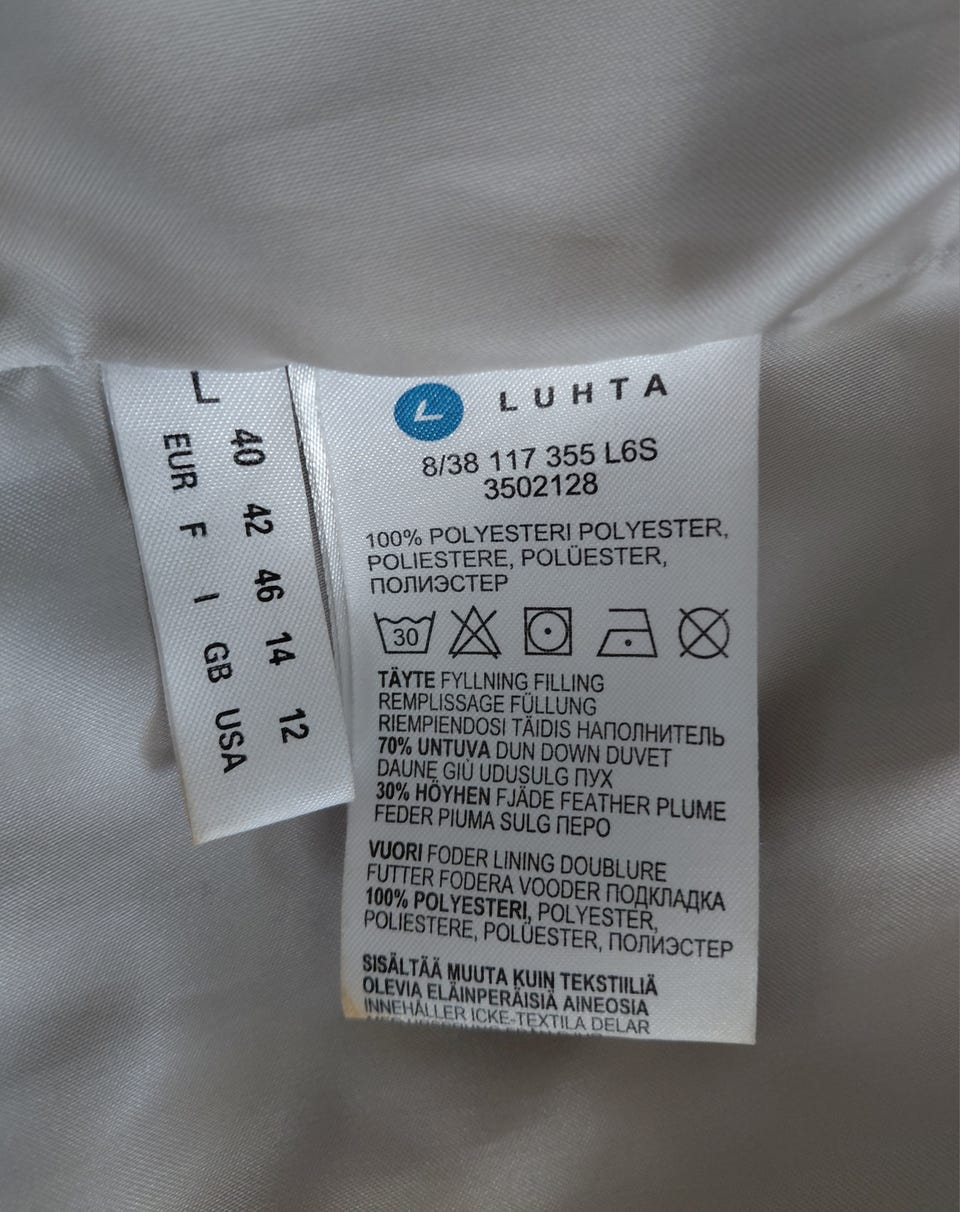 L
EUR F I GB USA
40 42 46 14 12
LUHTA
8/38 117 355 L6S
3502128
100% POLYESTERI POLYESTER,
POLIESTERE, POLÜESTER,
ПОЛИЭСТЕР
30
TÄYTE FYLLNING FILLING
REMPLISSAGE FÜLLUNG
RIEMPIENDOSI TÄIDIS НАПОЛНИТЕЛЬ
70% UNTUVA DUN DOWN DUVET
DAUNE GIÙ UDUSULG ПУХ
30% HÖYHEN FJÄDE FEATHER PLUME
FEDER PIUMA SULG ПЕРО
VUORI FODER LINING DOUBLURE
FUTTER FODERA VOODER ПОДКЛАДКА
100% POLYESTERI, POLYESTER,
POLIESTERE, POLÜESTER, ПОЛИЭСТЕР
SISÄLTÄÄ MUUTA KUIN TEKSTIILIÄ
OLEVIA ELÄINPERÄISIÄ AINEOSIA
INNEHÅLLER ICKE-TEXTILA DELAR